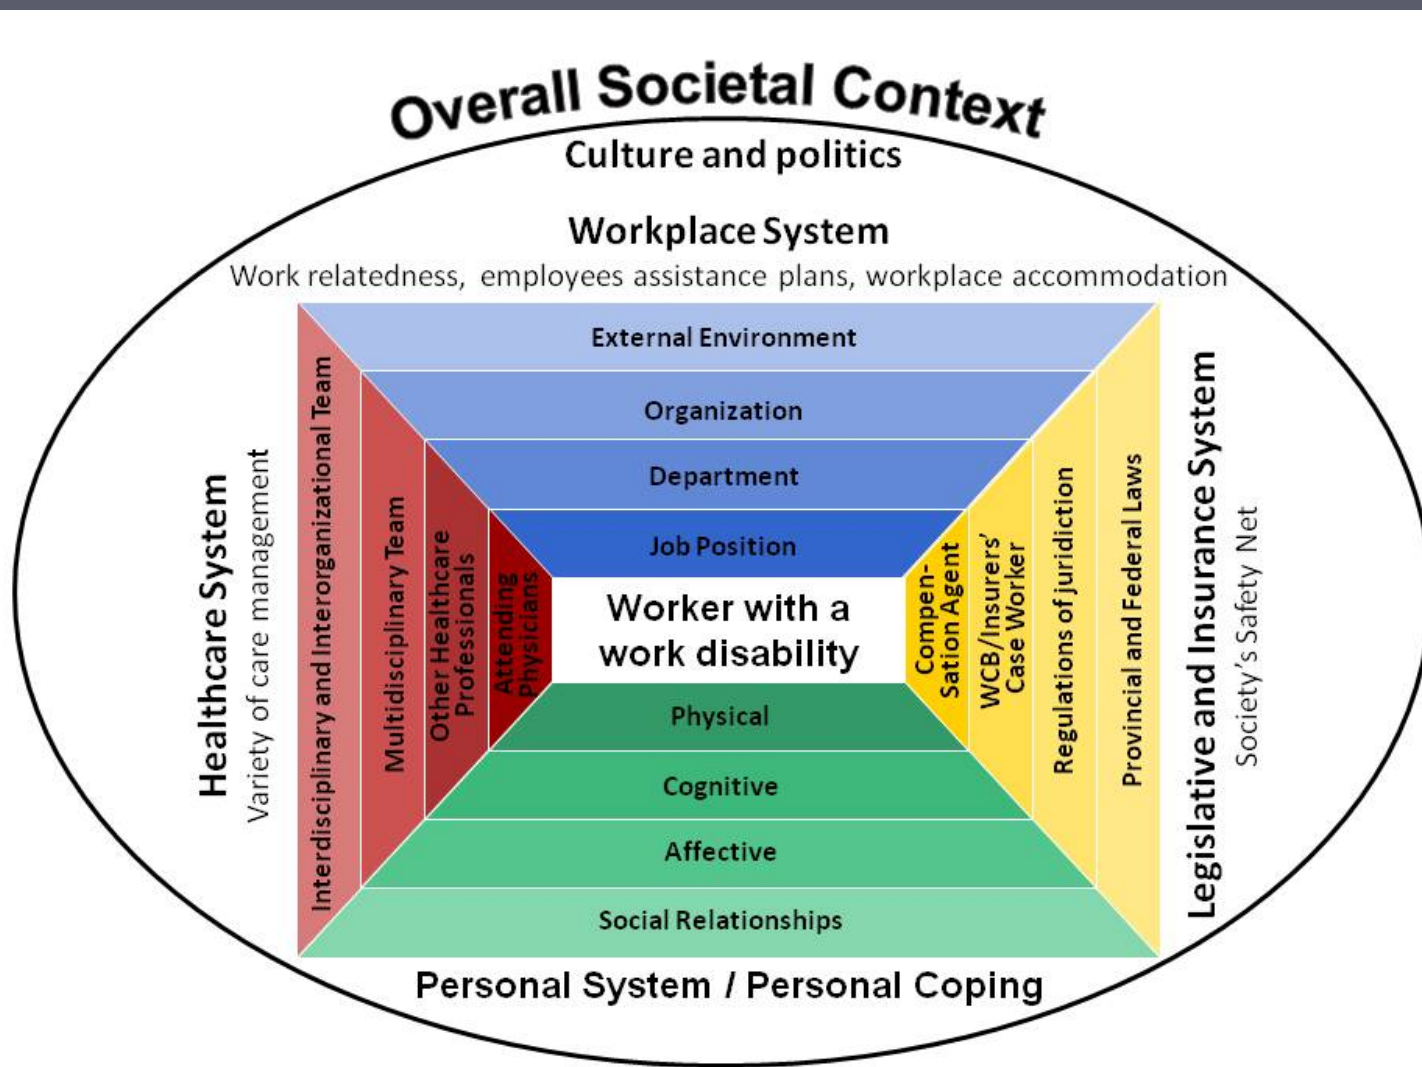 Overall Societal Context
Culture and politics
Workplace System
Work relatedness, employees assistance plans, workplace accommodation
External Environment
Organization
Department
Job Position
Healthcare System
Variety of care management
Interdisciplinary and Interorganizational Team
Multidisciplinary Team
Other Healthcare
Professionals
Attending
Physicians
Worker with a
work disability
Compen-
Sation Agent
WCB/Insurers’
Case Worker
Regulations of juridiction
Provincial and Federal Laws
Legislative and Insurance System
Society’s Safety Net
Physical
Cognitive
Affective
Social Relationships
Personal System / Personal Coping